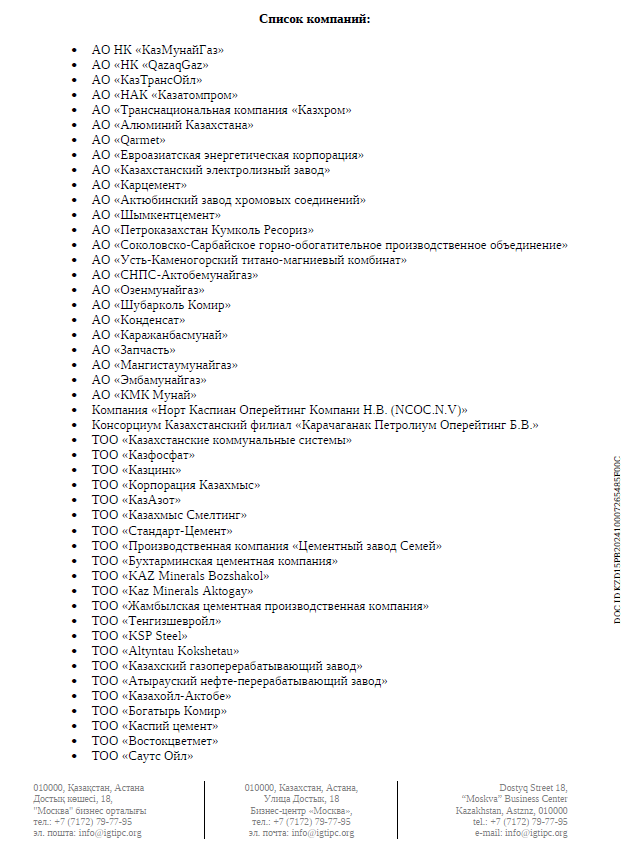 Список компаний:
• АО НК «КазМунайГаз»
• АО «НК «QazaqGaz»
• АО «КазТрансОйл»
• АО «НАК «Казатомпром»
• АО «Транснациональная компания «Казхром»
• АО «Алюминий Казахстана»
• АО «Qarmet»
• АО «Евроазиатская энергетическая корпорация»
• АО «Казахстанский электролизный завод»
• АО «Карцемент»
• АО «Актюбинский завод хромовых соединений»
• АО «Шымкентцемент»
• АО «Петроказахстан Кумколь Ресориз»
• АО «Соколовско-Сарбайское горно-обогатительное производственное объединение»
• АО «Усть-Каменогорский титано-магниевый комбинат»
• АО «СНПС-Актобемунайгаз»
• АО «Озенмунайгаз»
• АО «Шубарколь Комир»
• АО «Конденсат»
• АО «Каражанбасмунай»
• АО «Запчасть»
• АО «Мангистаумунайгаз»
• АО «Эмбамунайгаз»
• АО «КМК Мунай»
• Компания «Норт Каспиан Оперейтинг Компани Н.В. (NCOC.N.V)»
• Консорциум Казахстанский филиал «Карачаганак Петролиум Оперейтинг Б.В.»
• ТОО «Казахстанские коммунальные системы»
• ТОО «Казфосфат»
• ТОО «Казцинк»
• ТОО «Корпорация Казахмыс»
• ТОО «КазАзот»
• ТОО «Казахмыс Смелтинг»
• ТОО «Стандарт-Цемент»
• ТОО «Производственная компания «Цементный завод Семей»
• ТОО «Бухтарминская цементная компания»
• ТОО «KAZ Minerals Bozshakol»
• ТОО «Kaz Minerals Aktogay»
• ТОО «Жамбылская цементная производственная компания»
• ТОО «Тенгизшевройл»
• ТОО «KSP Steel»
• ТОО «Altyntau Kokshetau»
• ТОО «Казахский газоперерабатывающий завод»
• ТОО «Атырауский нефте-перерабатывающий завод»
• ТОО «Казахойл-Актобе»
• ТОО «Богатырь Комир»
• ТОО «Каспий цемент»
• ТОО «Востокцветмет»
• ТОО «Саутс Ойл»
DOC ID KZD15PB202410007265485F00C
010000, Қазақстан, Астана
Достық көшесі, 18,
"Москва" бизнес орталығы
тел.: +7 (7172) 79-77-95
эл. пошта: info@igtipc.org
010000, Казахстан, Астана,
Улица Достык, 18
Бизнес-центр «Москва»,
тел.: +7 (7172) 79-77-95
эл. почта: info@igtipc.org
Dostyq Street 18,
"Moskva" Business Center
Kazakhstan, Astznz, 010000
tel.: +7 (7172) 79-77-95
e-mail: info@igtipc.org